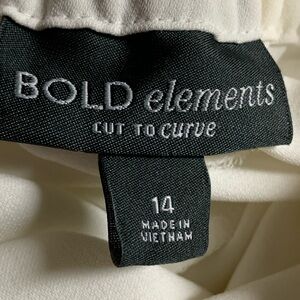 BOLD elements
CUT TO curve
14
MADE IN
VIETNAM